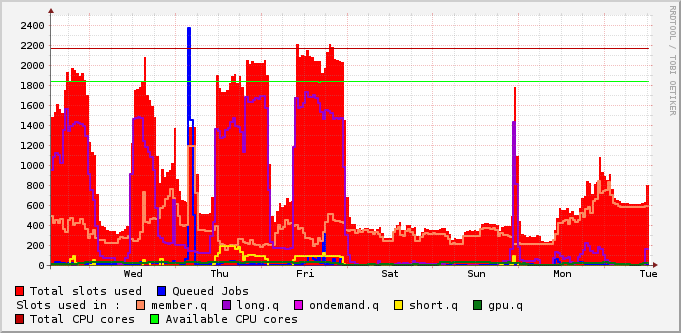 RRDTOOL / TOBI OETIKER
2400
2200
2000
1800
1600
1400
1200
1000
800
600
400
200
0
Wed Thu Fri Sat Sun Mon Tue
Total slots used Queued Jobs
Slots used in : member.q long.q ondemand.q short.q gpu.q
Total CPU cores Available CPU cores